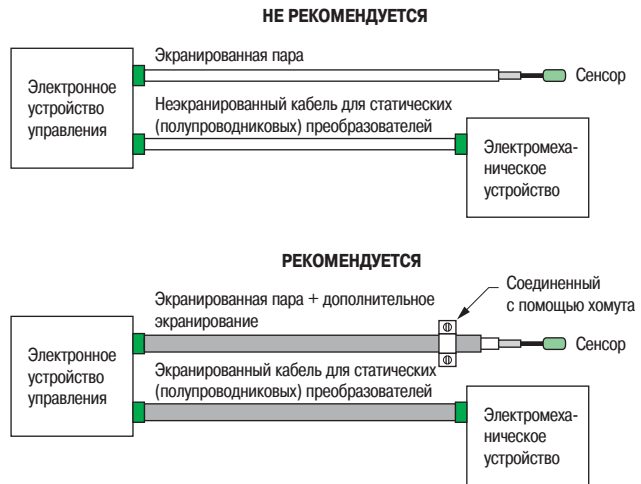 НЕ РЕКОМЕНДУЕТСЯ
Экранированная пара
Сенсор
Электронное
устройство
управления
Неэкранированный кабель для статических
(полупроводниковых) преобразователей
Электромеха-
ническое
устройство
РЕКОМЕНДУЕТСЯ
Соединенный
с помощью хомута
Экранированная пара + дополнительное
экранирование
Сенсор
Электронное
устройство
управления
Экранированный кабель для статических
(полупроводниковых) преобразователей
Электромеха-
ническое
устройство